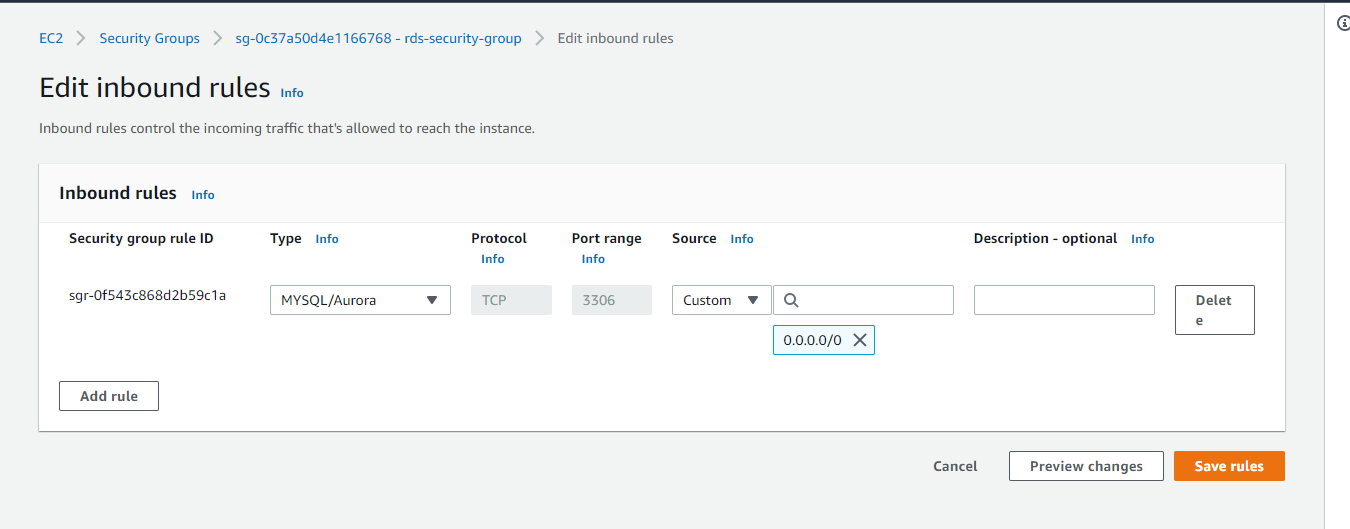 EC2 > Security Groups > sg-0c37a50d4e1166768 - rds-security-group > Edit inbound rules
Edit inbound rules Info
Inbound rules control the incoming traffic that's allowed to reach the instance.
Inbound rules Info
Security group rule ID Type Info Protocol Info Port range Info Source Info Description - optional Info
sgr-0f543c868d2b59c1a MYSQL/Aurora TCP 3306 Custom Delet
e
0.0.0.0/0
Add rule
Cancel Preview changes Save rules